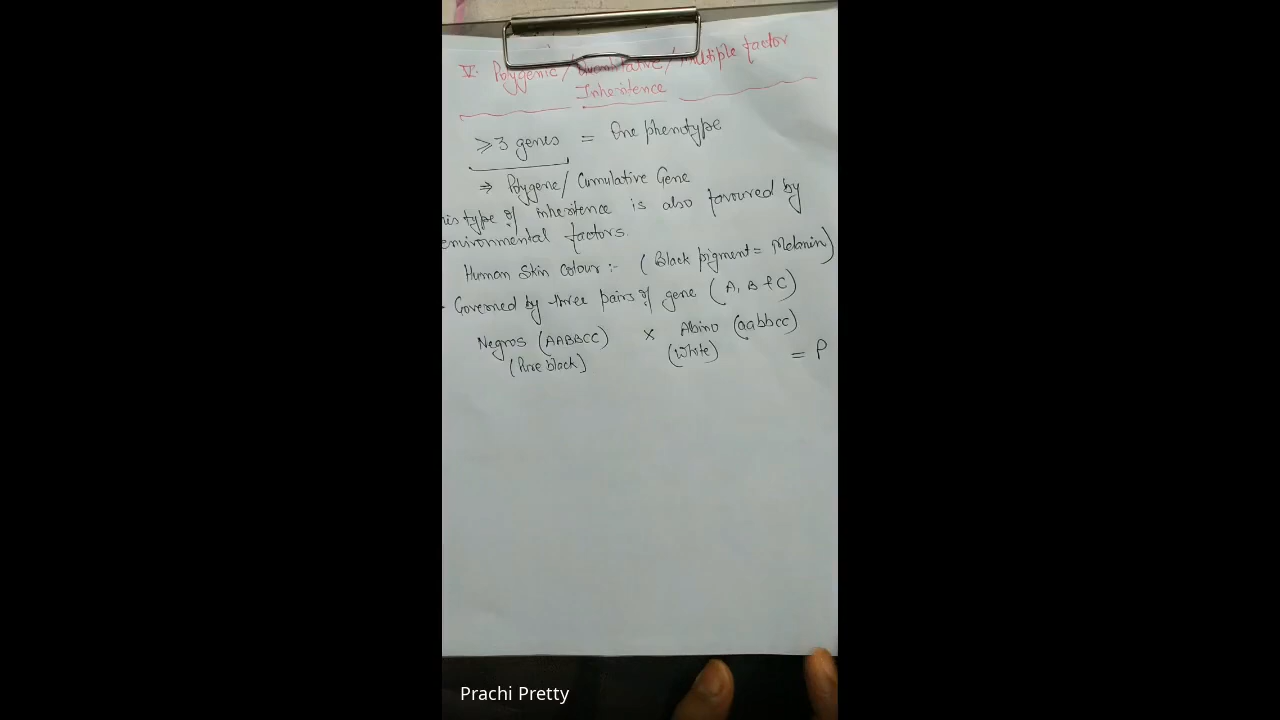 V. Polygenic / Quantitative / Multiple factor
Inheritence
≥3 genes = One phenotype
⇒ Polygene/ Cumulative Gene
his type of inheritence is also favoured by
environmental factors.
Human Skin Colour :- (Black pigment = Melanin)
Governed by three pairs of gene (A, B & C)
Negros (AABBCC) × Albino (aabbcc)
(Pure black] (White) = P
Prachi Pretty